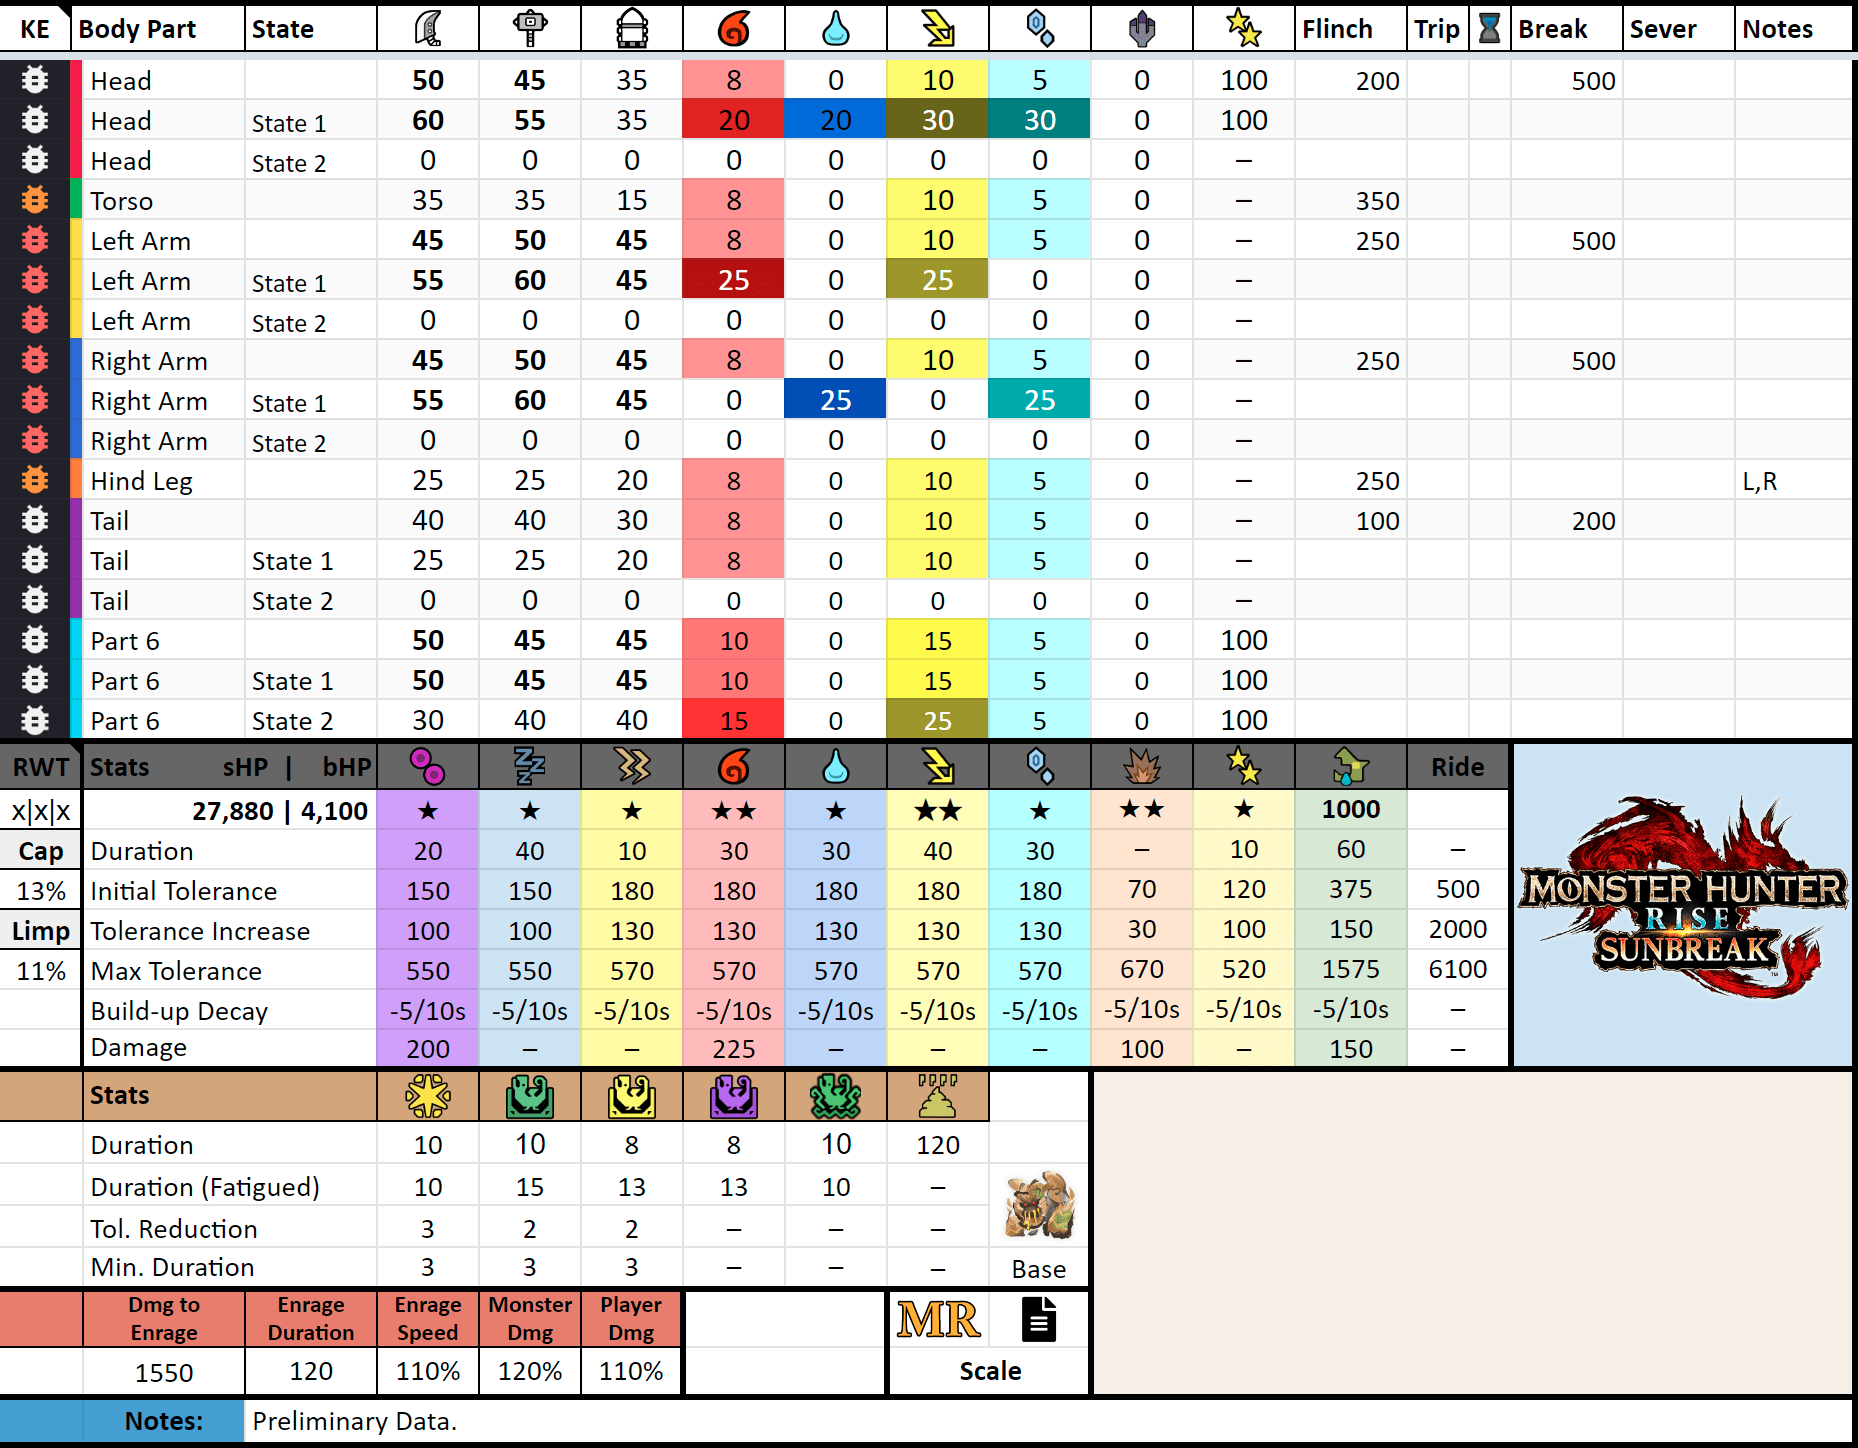 KE Body Part State Flinch Trip Break Sever Notes
Head 50 45 35 8 0 10 5 0 100 200 500
Head State 1 60 55 35 20 20 30 30 0 100
Head State 2 0 0 0 0 0 0 0 0 –
Torso 35 35 15 8 0 10 5 0 – 350
Left Arm 45 50 45 8 0 10 5 0 – 250 500
Left Arm State 1 55 60 45 25 0 25 0 0 –
Left Arm State 2 0 0 0 0 0 0 0 0 –
Right Arm 45 50 45 8 0 10 5 0 – 250 500
Right Arm State 1 55 60 45 0 25 0 25 0 –
Right Arm State 2 0 0 0 0 0 0 0 0 –
Hind Leg 25 25 20 8 0 10 5 0 – 250 L,R
Tail 40 40 30 8 0 10 5 0 – 100 200
Tail State 1 25 25 20 8 0 10 5 0 –
Tail State 2 0 0 0 0 0 0 0 0 –
Part 6 50 45 45 10 0 15 5 0 100
Part 6 State 1 50 45 45 10 0 15 5 0 100
Part 6 State 2 30 40 40 15 0 25 5 0 100
RWT Stats sHP | bHP Ride
x|x|x 27,880 | 4,100 ★ ★ ★ ★★ ★ ★★ ★ ★★ ★ 1000
Cap Duration 20 40 10 30 30 40 30 – 10 60 –
13% Initial Tolerance 150 150 180 180 180 180 180 70 120 375 500
Limp Tolerance Increase 100 100 130 130 130 130 130 30 100 150 2000
11% Max Tolerance 550 550 570 570 570 570 570 670 520 1575 6100
Build-up Decay -5/10s -5/10s -5/10s -5/10s -5/10s -5/10s -5/10s -5/10s -5/10s -5/10s –
Damage 200 – – 225 – – – 100 – 150 –
MONSTER HUNTER
RISE
SUNBREAK™
Stats
Duration 10 10 8 8 10 120
Duration (Fatigued) 10 15 13 13 10 –
Tol. Reduction 3 2 2 – – –
Min. Duration 3 3 3 – – – Base
Dmg to Enrage Enrage Duration Enrage Speed Monster Dmg Player Dmg MR
1550 120 110% 120% 110% Scale
Notes: Preliminary Data.